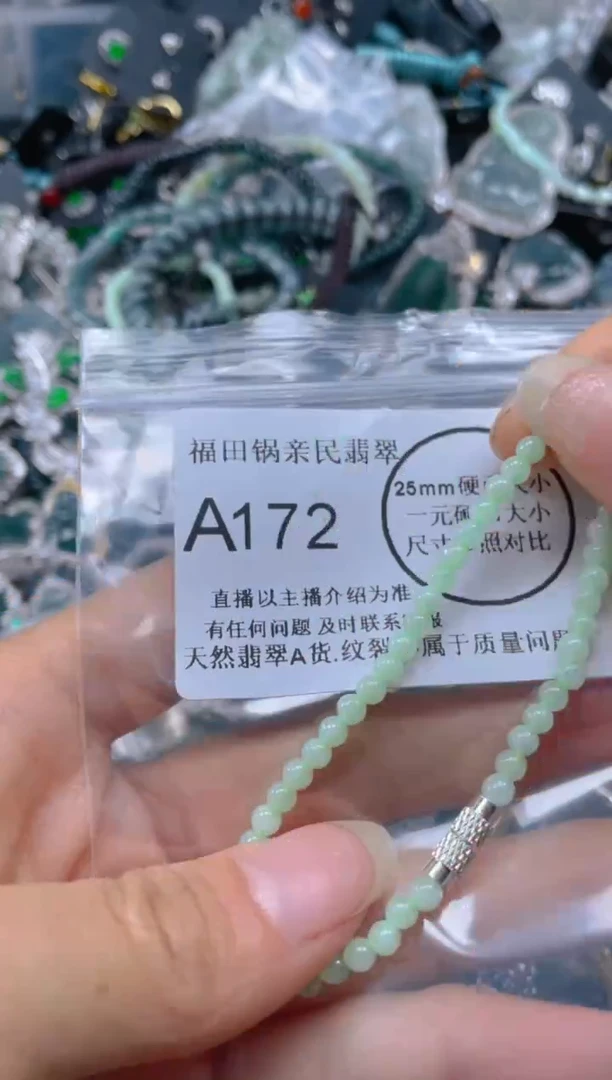 福田锅亲民翡翠
A172
25mm硬 大小
一元硬 大小
尺寸 照对比
直播以主播介绍为准
有任何问题 及时联系
天然翡翠A货.纹裂 属于质量问